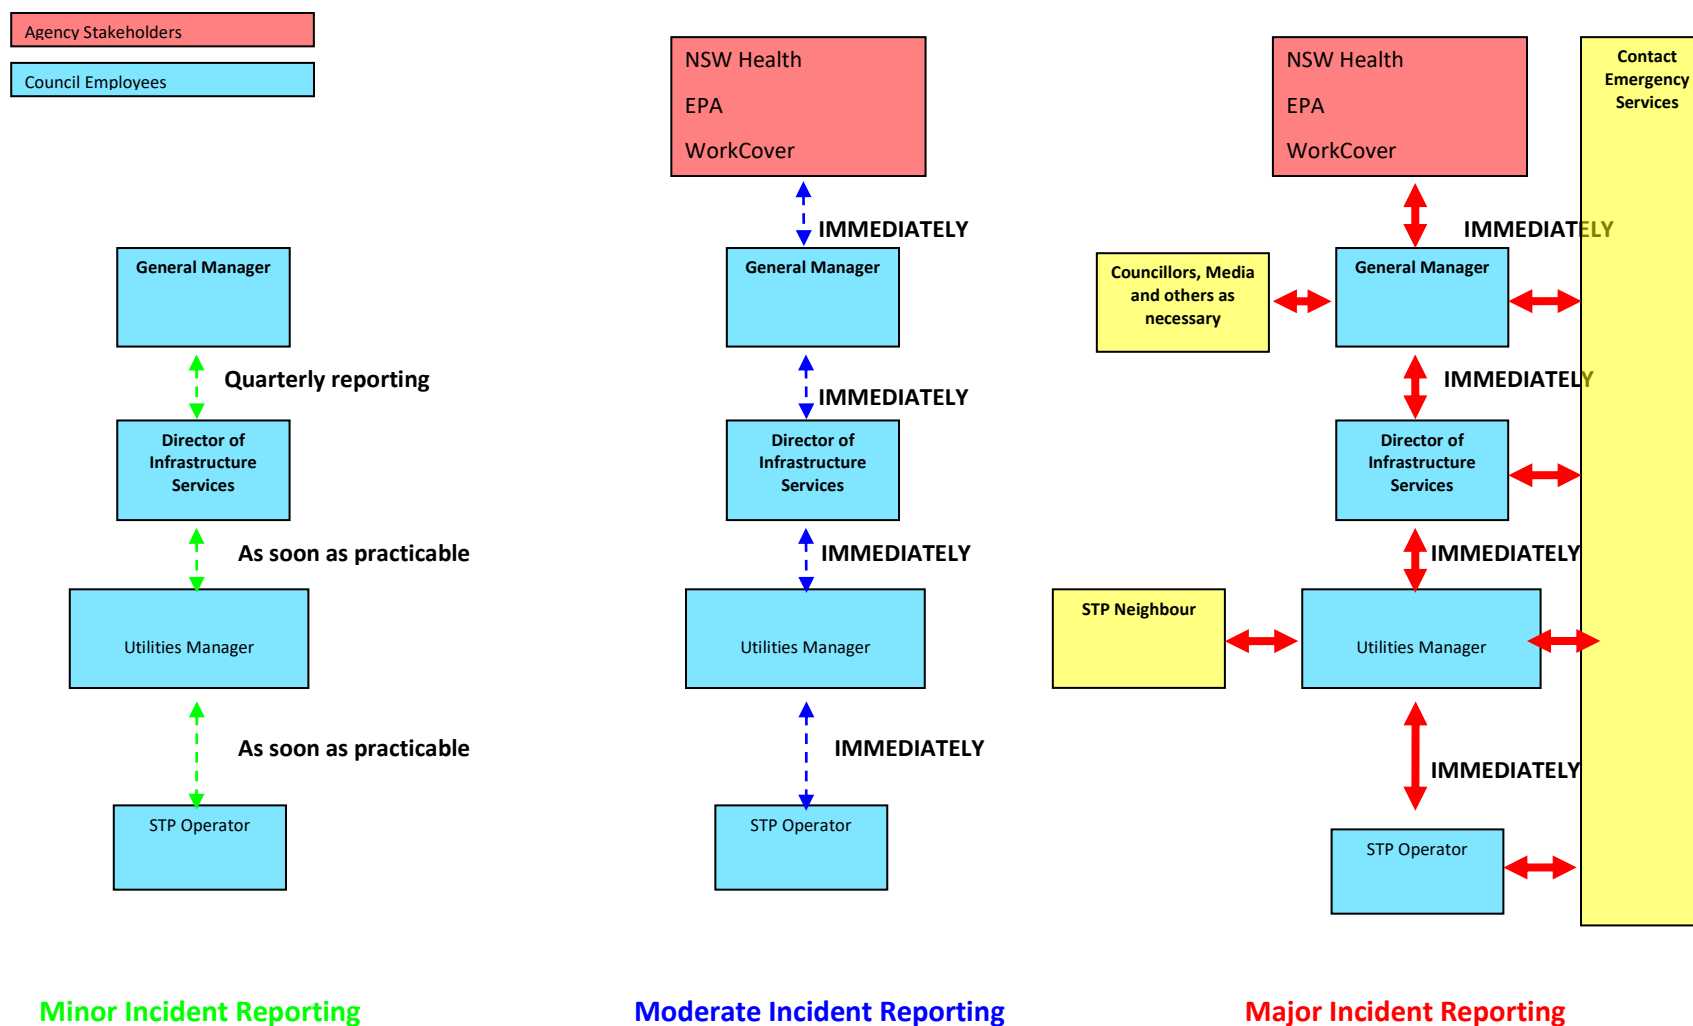 Agency Stakeholders
Council Employees
General Manager
Quarterly reporting
Director of
Infrastructure
Services
As soon as practicable
Utilities Manager
As soon as practicable
STP Operator
Minor Incident Reporting
NSW Health
EPA
WorkCover
IMMEDIATELY
General Manager
IMMEDIATELY
Director of
Infrastructure
Services
IMMEDIATELY
Utilities Manager
IMMEDIATELY
STP Operator
Moderate Incident Reporting
NSW Health
EPA
WorkCover
Contact
Emergency
Services
IMMEDIATELY
Councillors, Media
and others as
necessary
General Manager
IMMEDIATELY
Director of
Infrastructure
Services
IMMEDIATELY
STP Neighbour
Utilities Manager
IMMEDIATELY
STP Operator
Major Incident Reporting